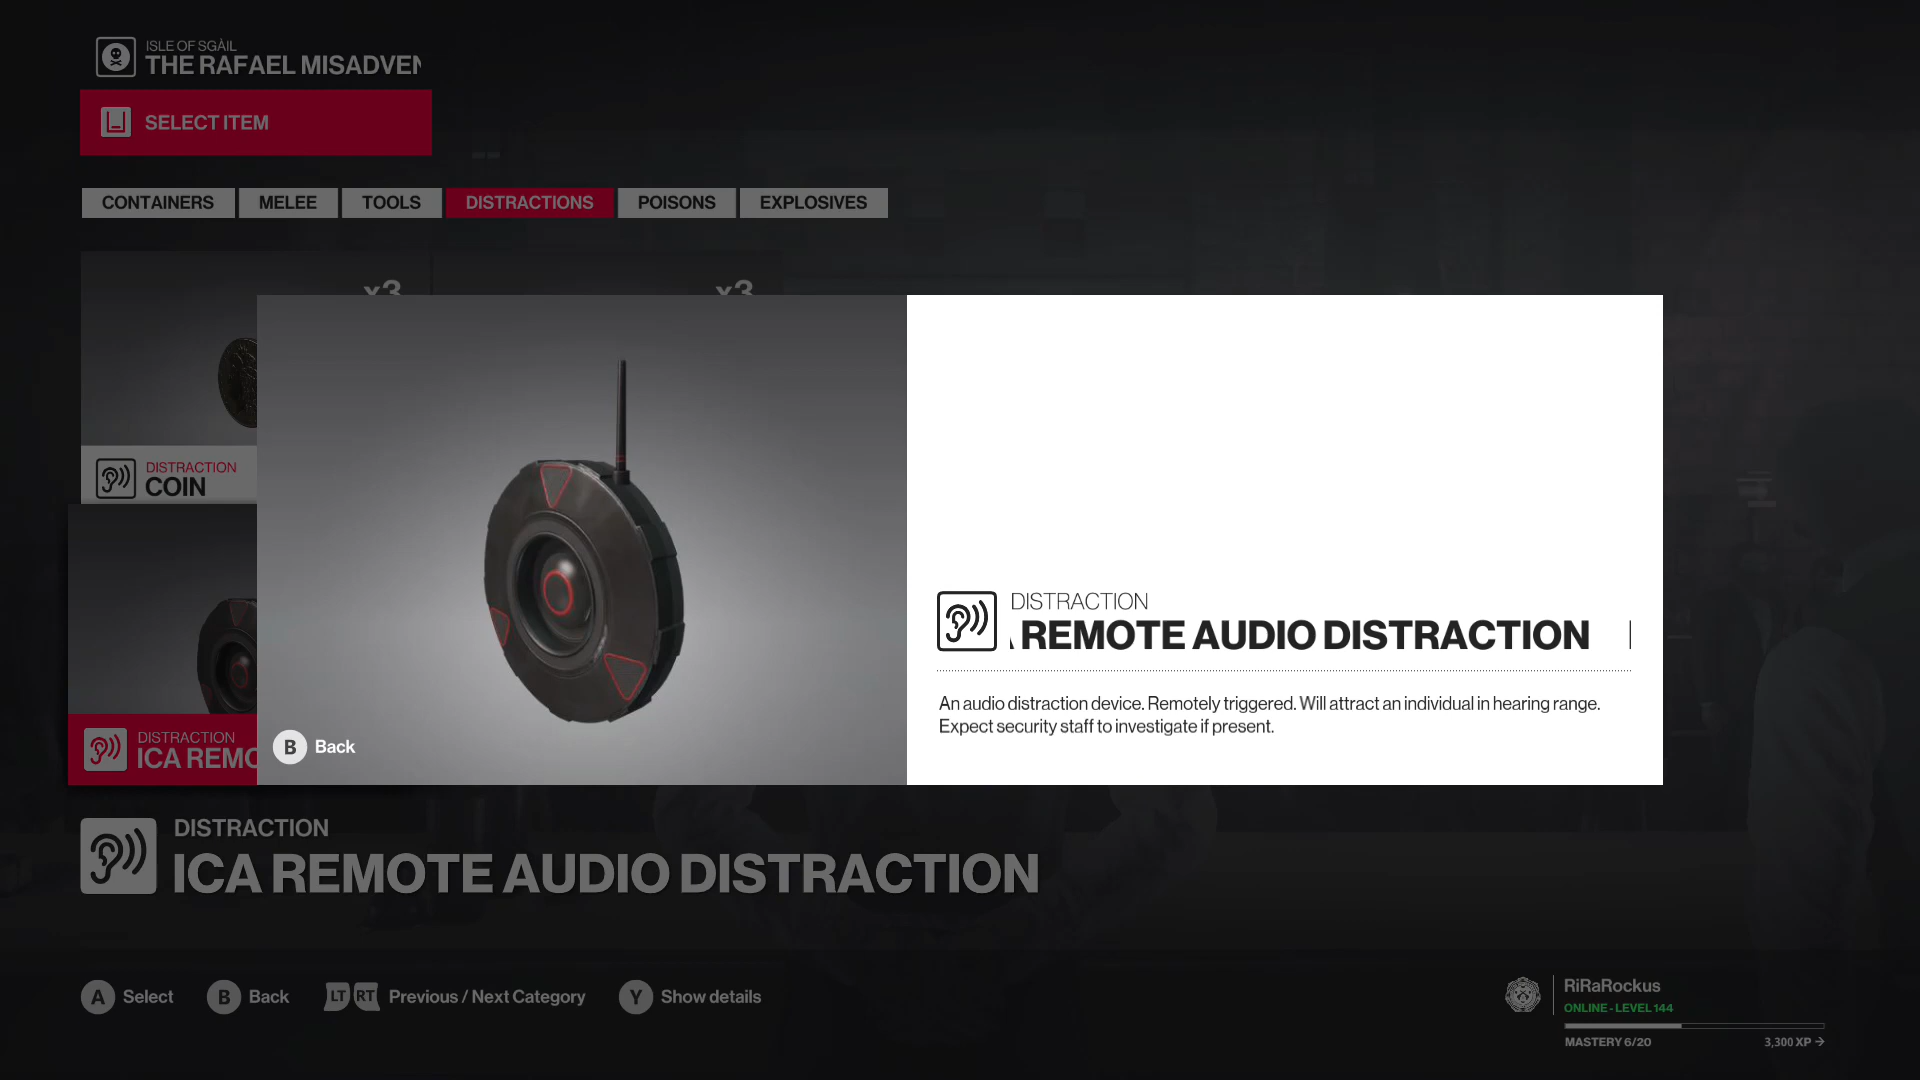 ISLE OF SGÀIL
THE RAFAEL MISADVEN
SELECT ITEM
CONTAINERS MELEE TOOLS DISTRACTIONS POISONS EXPLOSIVES
x3 x3
DISTRACTION
COIN
DISTRACTION
REMOTE AUDIO DISTRACTION
An audio distraction device. Remotely triggered. Will attract an individual in hearing range.
Expect security staff to investigate if present.
DISTRACTION
ICA REMO
B Back
DISTRACTION
ICA REMOTE AUDIO DISTRACTION
A Select B Back LT RT Previous / Next Category Y Show details
RiRaRockus
ONLINE - LEVEL 144
MASTERY 6/20 3,300 XP →